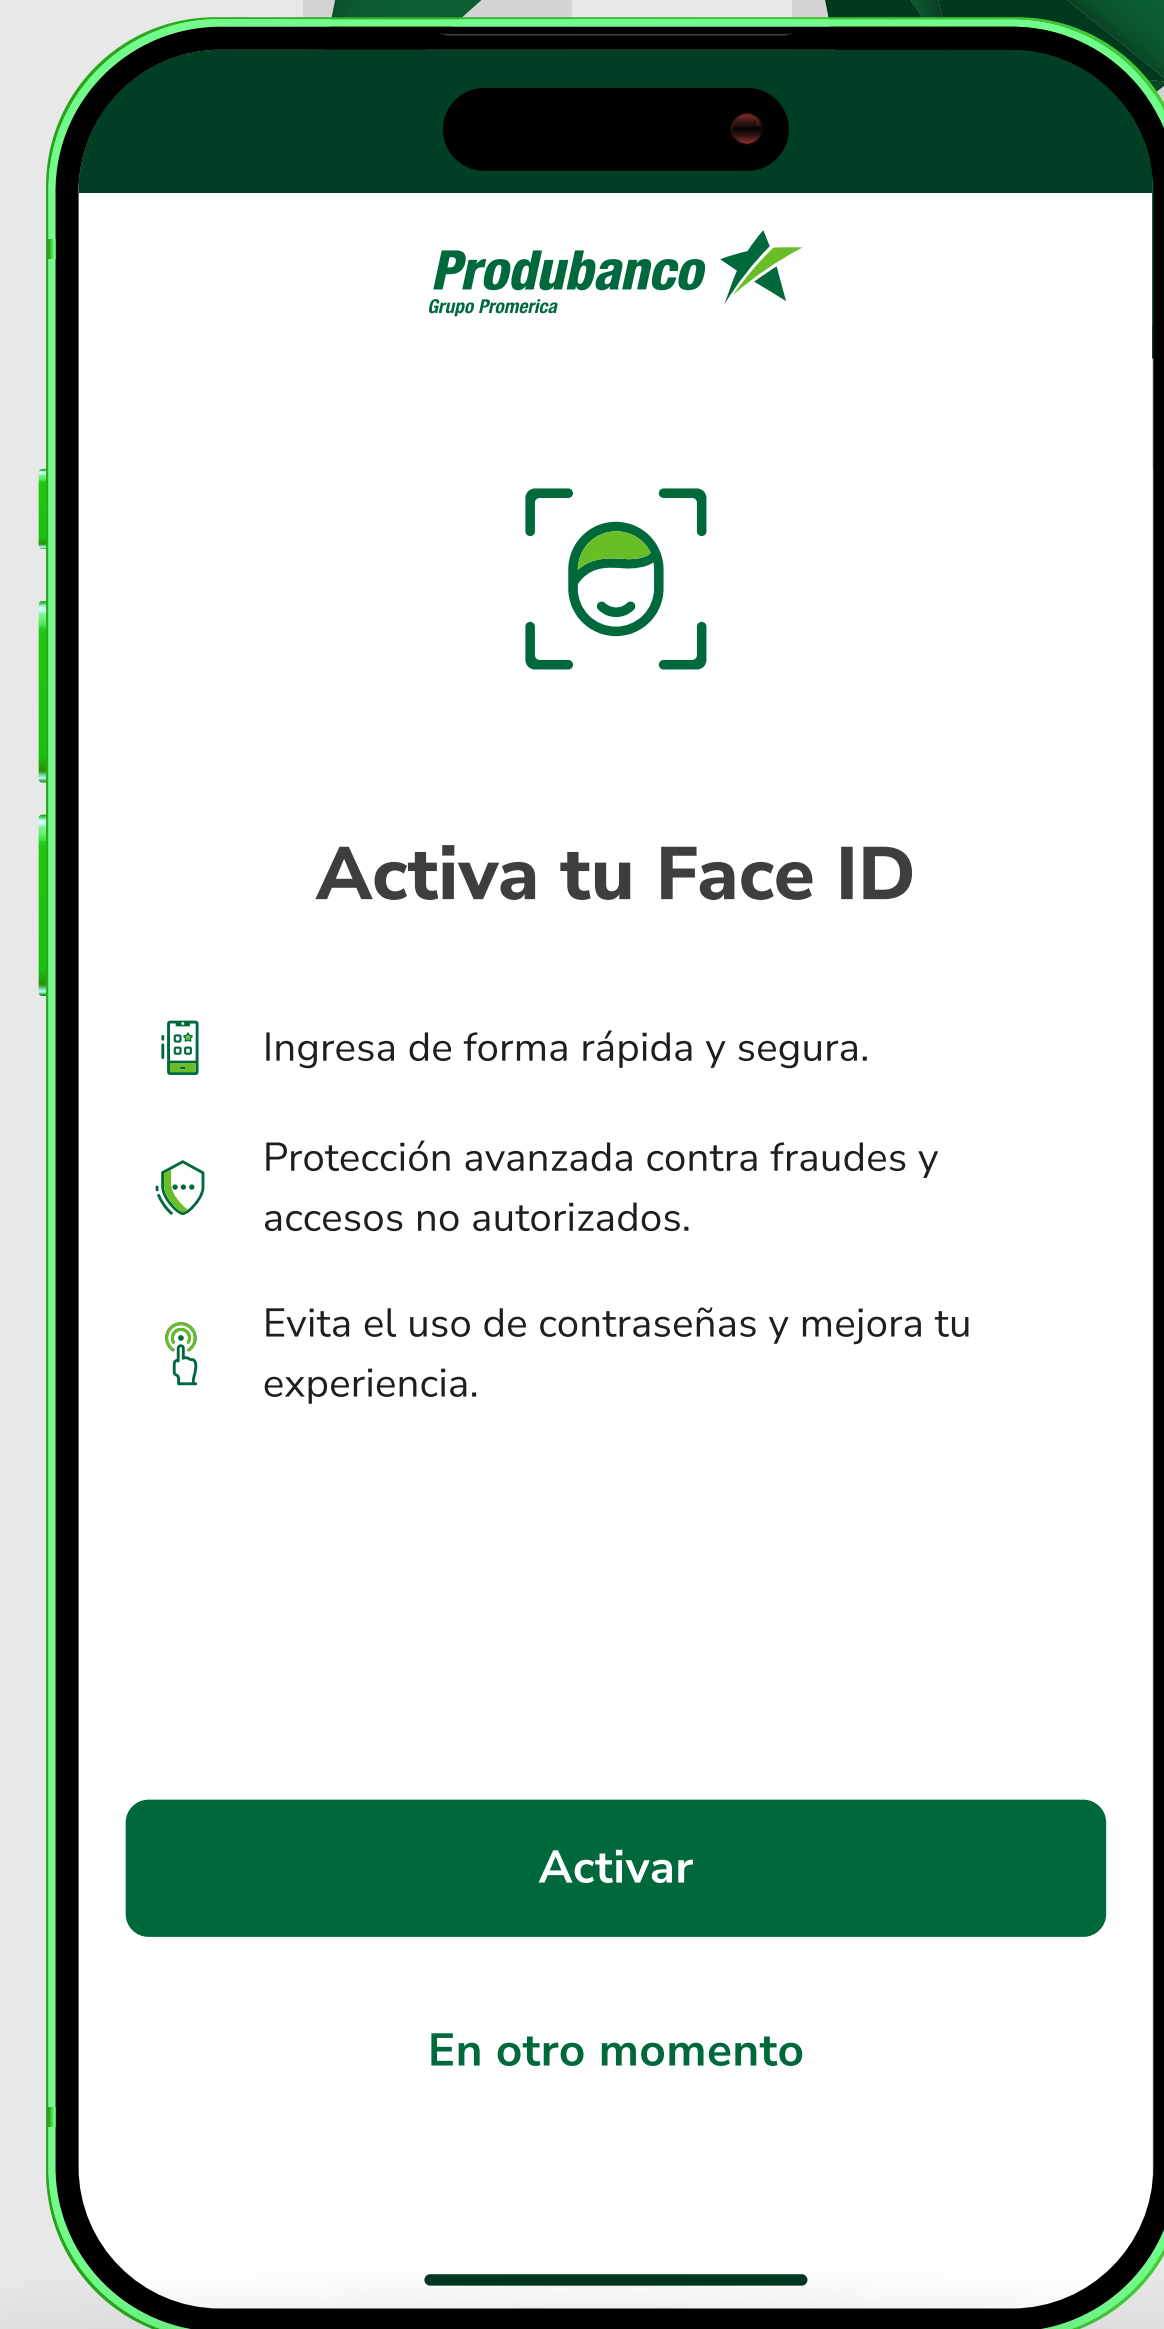 Produbanco
Grupo Promerica
Activa tu Face ID
Ingresa de forma rápida y segura.
Protección avanzada contra fraudes y
accesos no autorizados.
Evita el uso de contraseñas y mejora tu
experiencia.
Activar
En otro momento